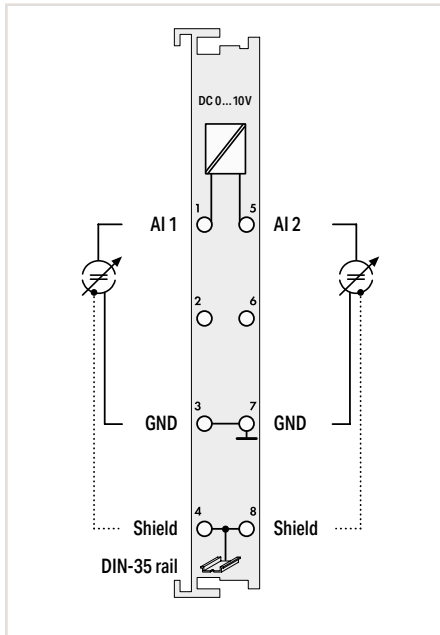 DC 0...10V
1 5
AI 1 AI 2
2 6
3 7
GND GND
4 8
Shield Shield
DIN-35 rail